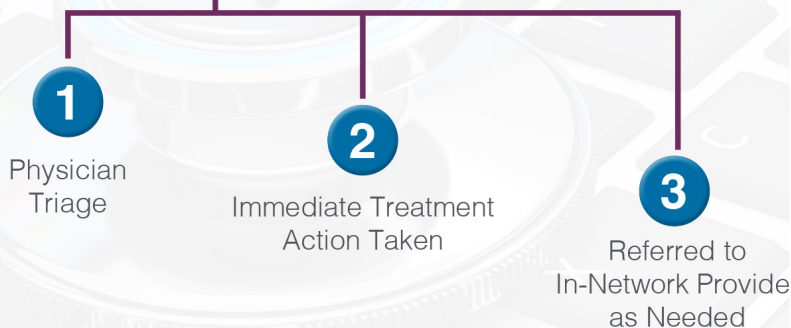 1
Physician
Triage
2
Immediate Treatment
Action Taken
3
Referred to
In-Network Provide
as Needed